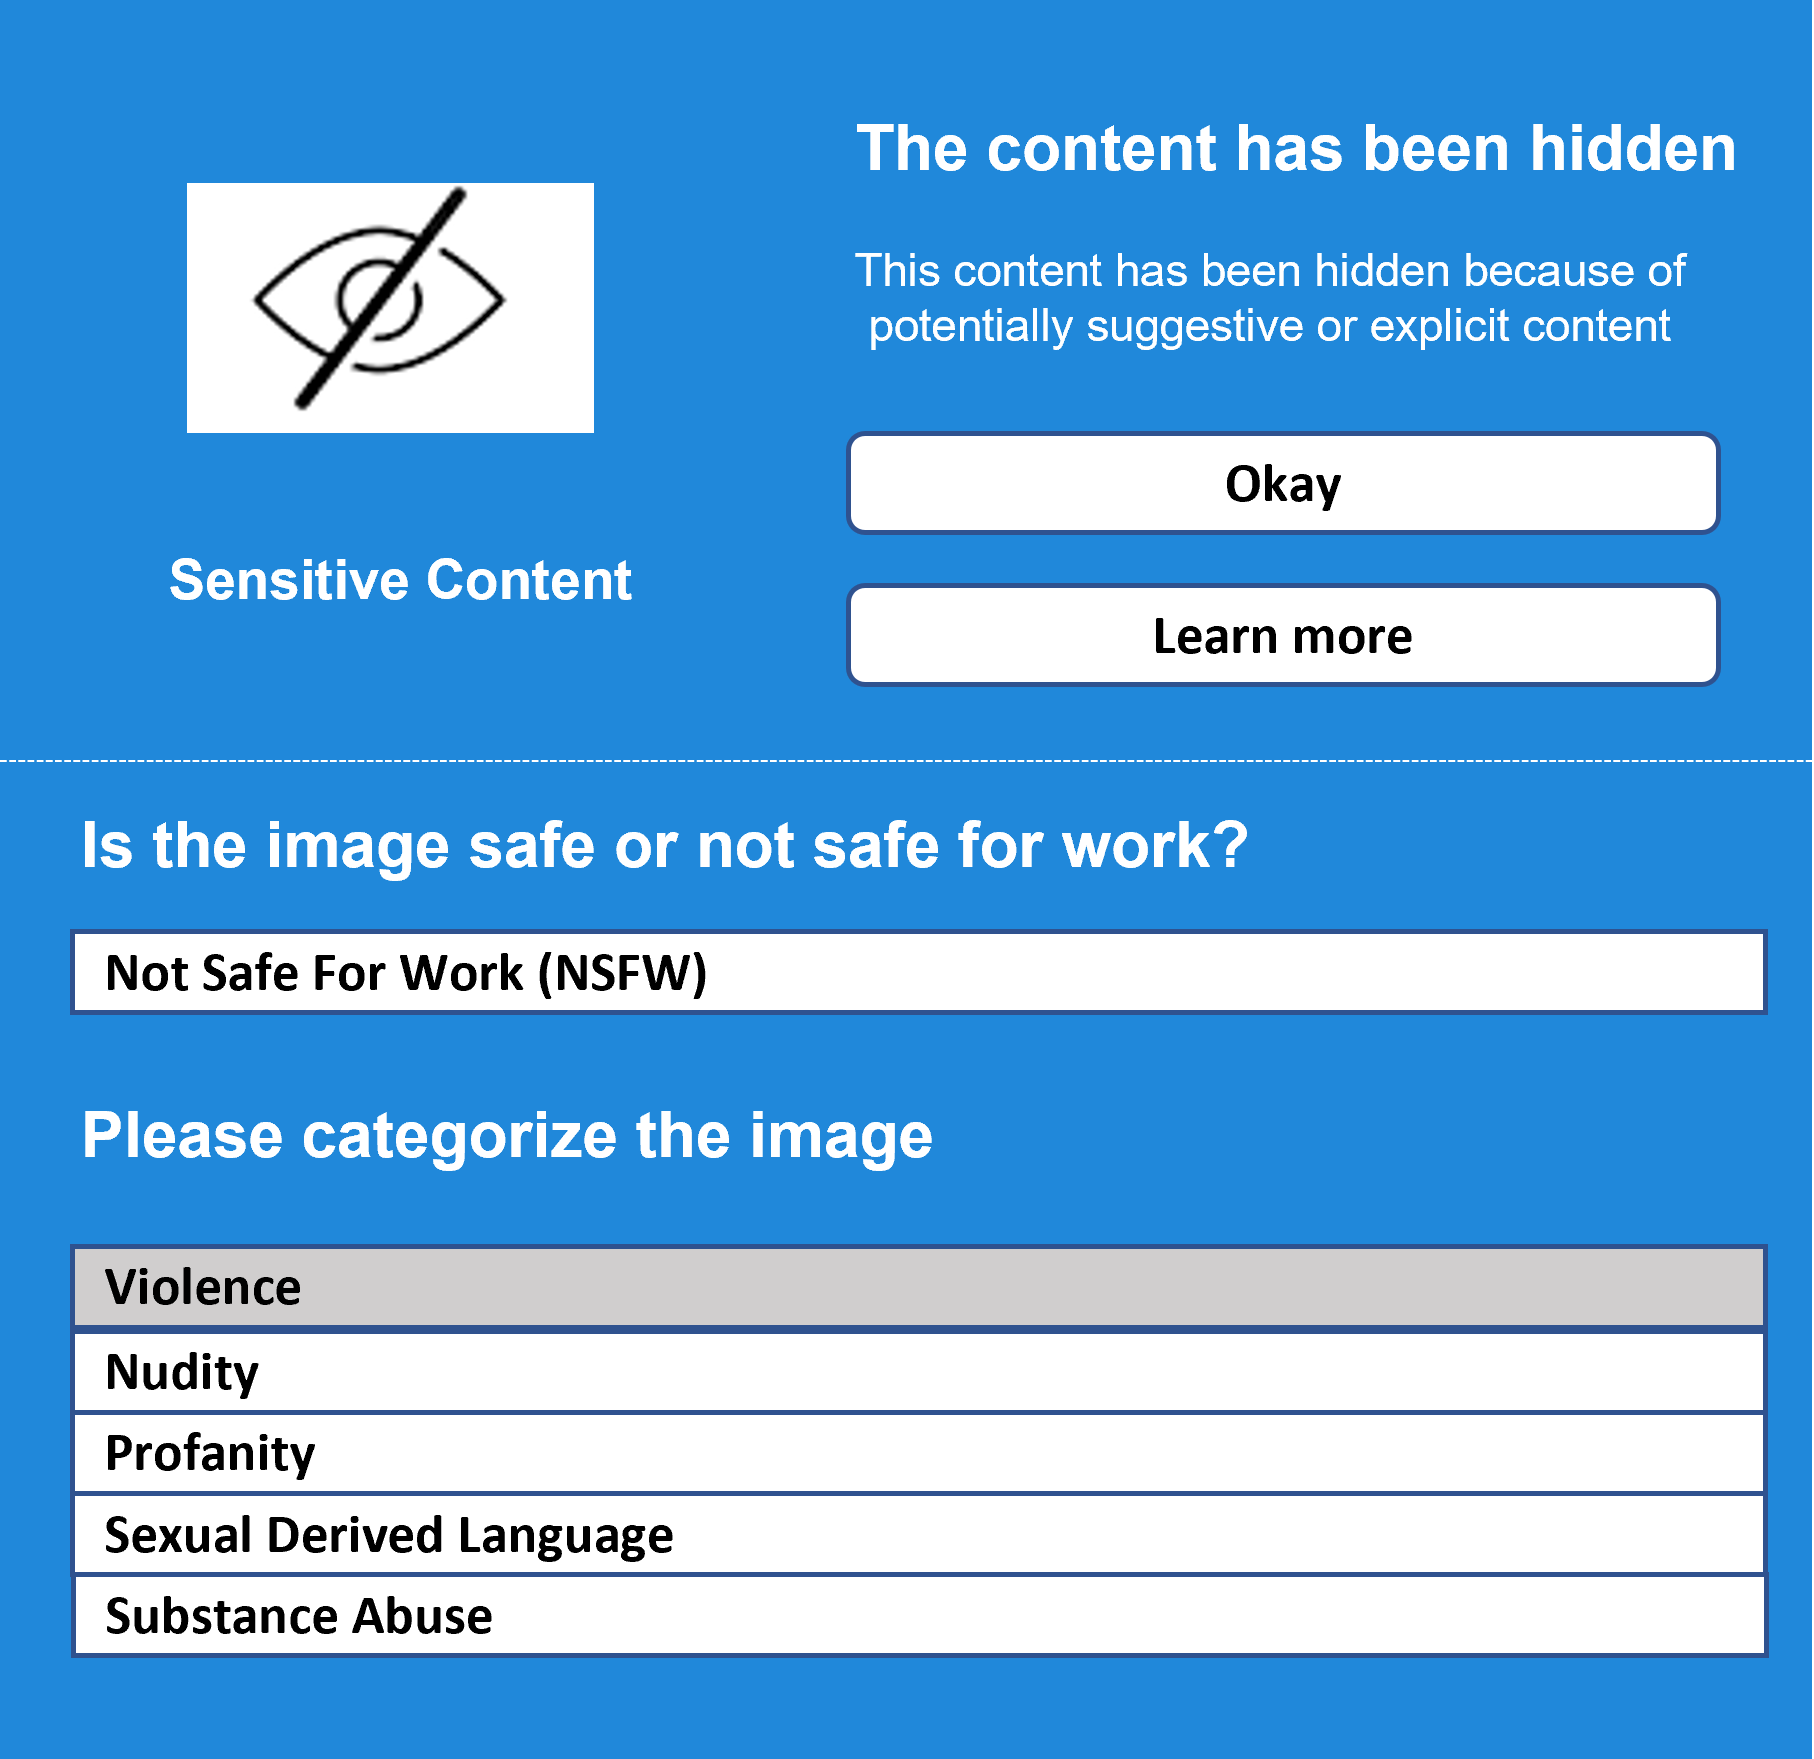 The content has been hidden
This content has been hidden because of
potentially suggestive or explicit content
Okay
Learn more
Sensitive Content
Is the image safe or not safe for work?
Not Safe For Work (NSFW)
Please categorize the image
Violence
Nudity
Profanity
Sexual Derived Language
Substance Abuse